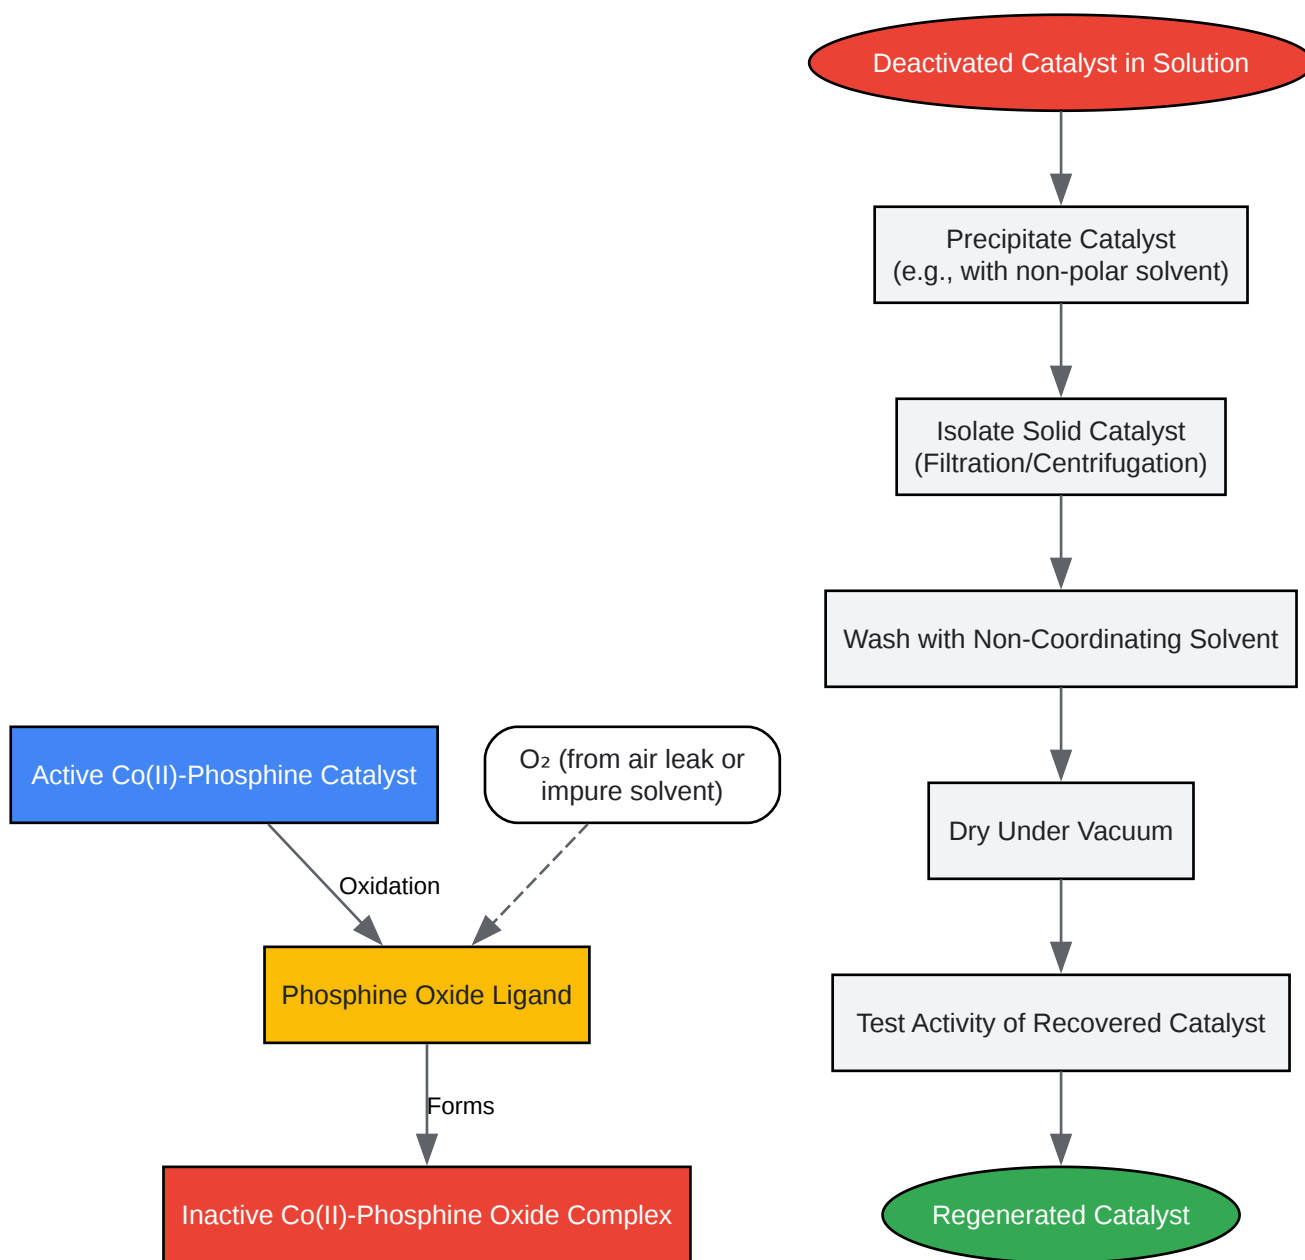 Deactivated Catalyst in Solution
Precipitate Catalyst
(e.g., with non-polar solvent)
Isolate Solid Catalyst
(Filtration/Centrifugation)
Wash with Non-Coordinating Solvent
Dry Under Vacuum
Test Activity of Recovered Catalyst
Regenerated Catalyst
Active Co(II)-Phosphine Catalyst
O₂ (from air leak or
impure solvent)
Oxidation
Phosphine Oxide Ligand
Forms
Inactive Co(II)-Phosphine Oxide Complex